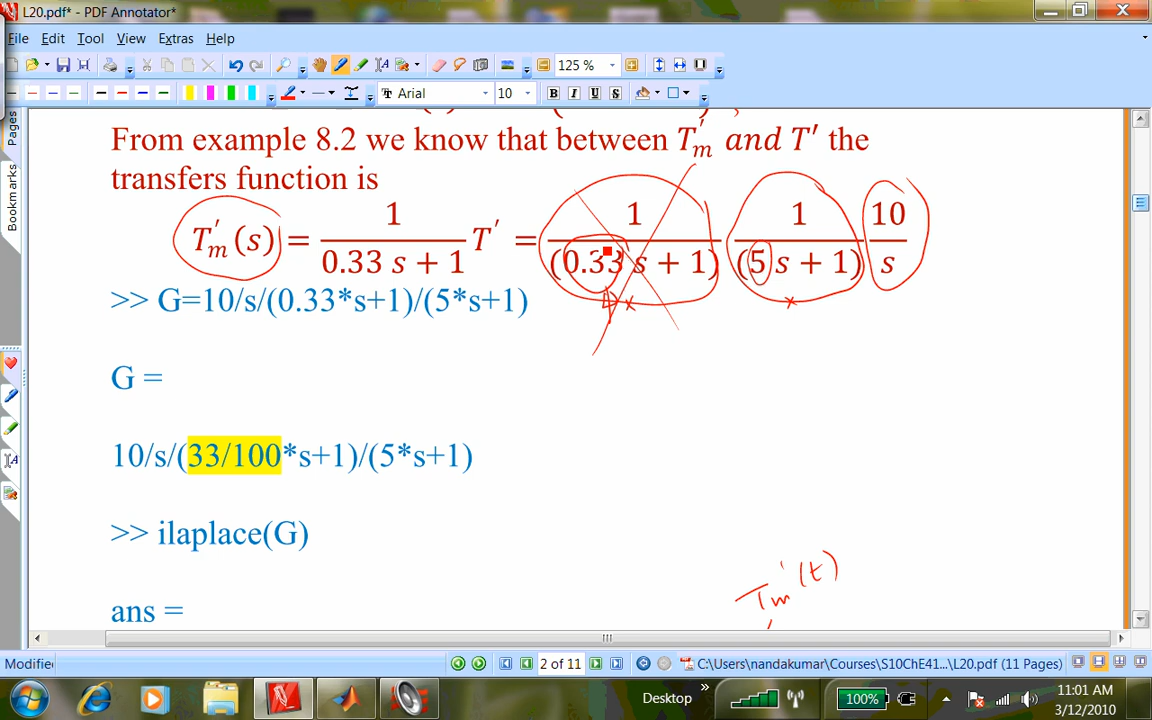 L20.pdf* - PDF Annotator*
File Edit Tool View Extras Help
125 %
Arial 10 B I U S
Pages
Bookmarks
From example 8.2 we know that between T'm and T' the
transfers function is
T'm(s) = 1/(0.33 s + 1) T' = 1/(0.33 s + 1) 1/(5 s + 1) 10/s
>> G=10/s/(0.33*s+1)/(5*s+1)
G =
10/s/(33/100*s+1)/(5*s+1)
>> ilaplace(G)
T'm(t)
ans =
Modified 2 of 11 C:\Users\nandakumar\Courses\S10ChE41...\L20.pdf (11 Pages)
Desktop » 100% 11:01 AM
3/12/2010